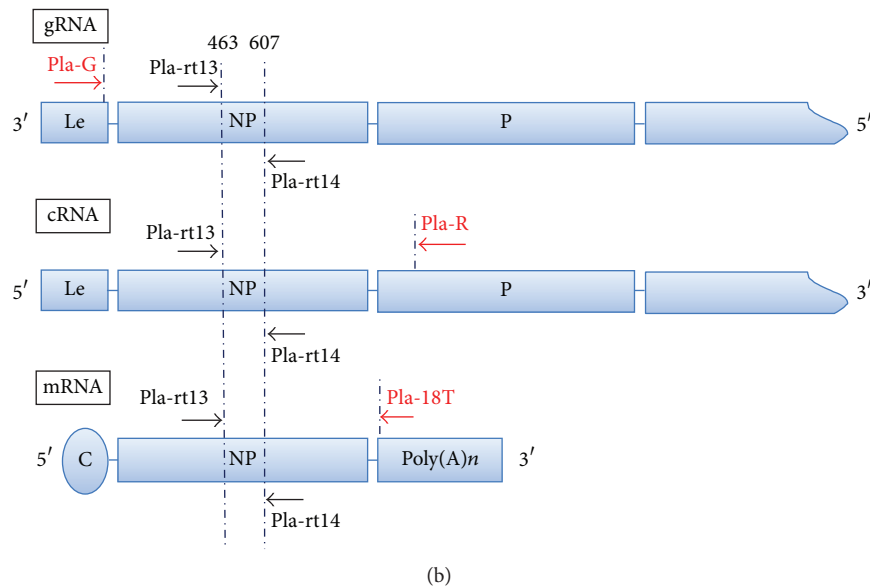 gRNA
463 607
Pla-G
Pla-rt13
3′ Le NP P 5′
Pla-rt14
cRNA
Pla-rt13
Pla-R
5′ Le NP P 3′
Pla-rt14
mRNA
Pla-rt13
Pla-18T
5′ C NP Poly(A)n 3′
Pla-rt14
(b)